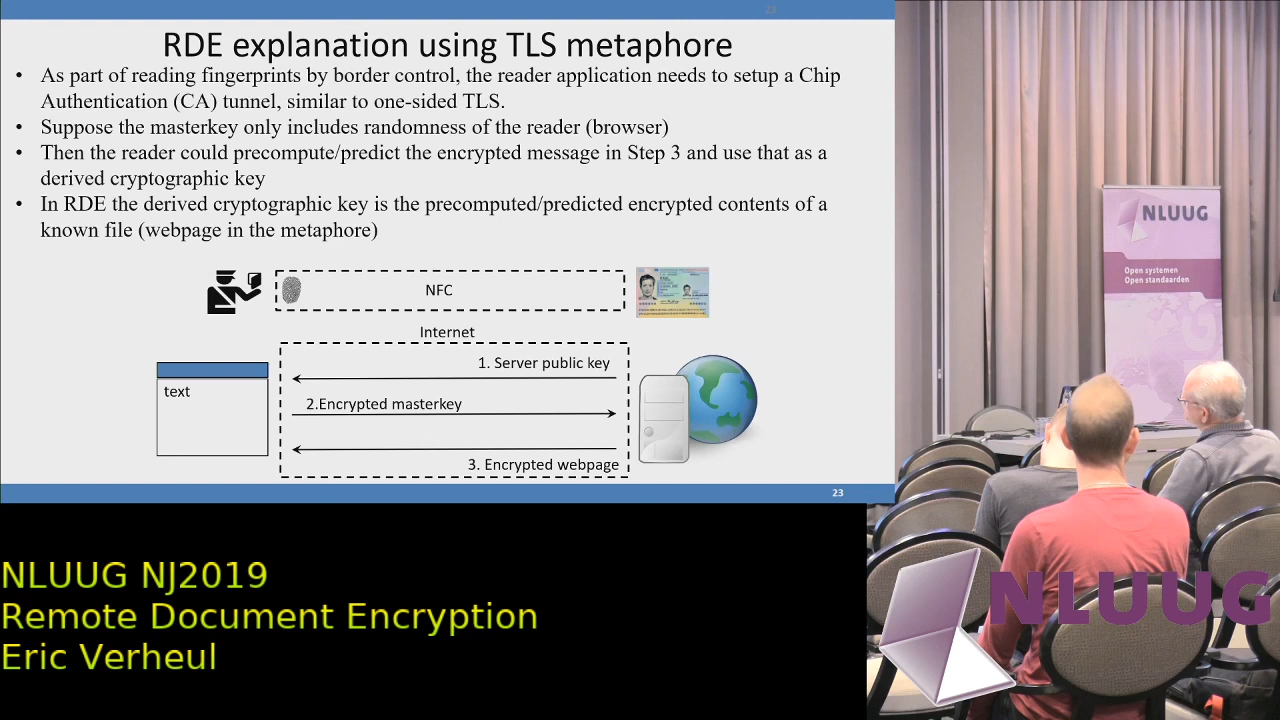 23
RDE explanation using TLS metaphore
• As part of reading fingerprints by border control, the reader application needs to setup a Chip
Authentication (CA) tunnel, similar to one-sided TLS.
• Suppose the masterkey only includes randomness of the reader (browser)
• Then the reader could precompute/predict the encrypted message in Step 3 and use that as a
derived cryptographic key
• In RDE the derived cryptographic key is the precomputed/predicted encrypted contents of a
known file (webpage in the metaphore)
NFC
Internet
1. Server public key
text
2.Encrypted masterkey
3. Encrypted webpage
23
NLUUG NJ2019
Remote Document Encryption
Eric Verheul
NLUUG
Open systemen
Open standaarden
NLUUG